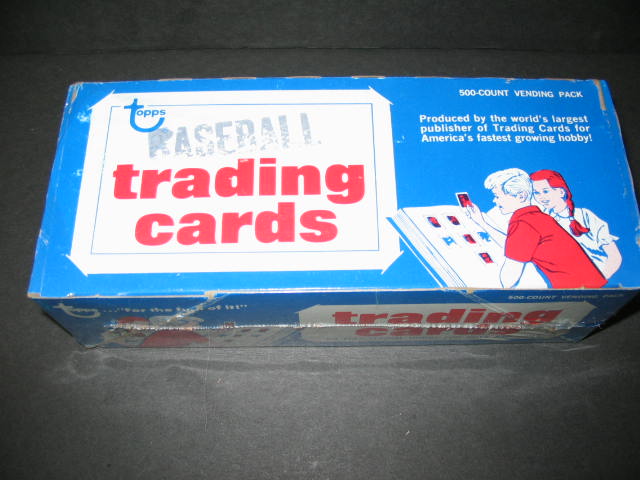 topps
BASEBALL
trading
cards
500-COUNT VENDING PACK
Produced by the world's largest
publisher of Trading Cards for
America's fastest growing hobby!
topps ...."for the fun of it!"
500-COUNT VENDING PACK
trading
cards